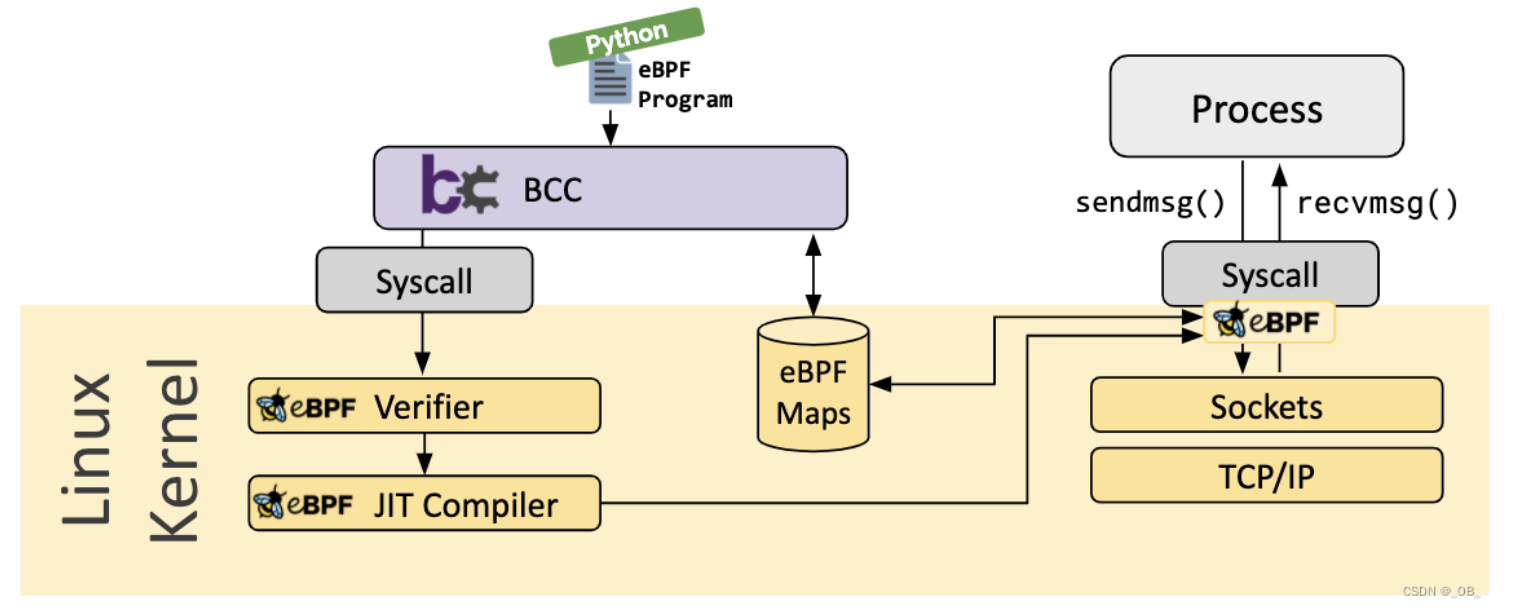 Python
eBPF
Program
bc BCC
Process
sendmsg() recvmsg()
Syscall
Syscall
eBPF
Linux
Kernel
eBPF Verifier
eBPF
Maps
Sockets
eBPF JIT Compiler
TCP/IP
CSDN @_OB_